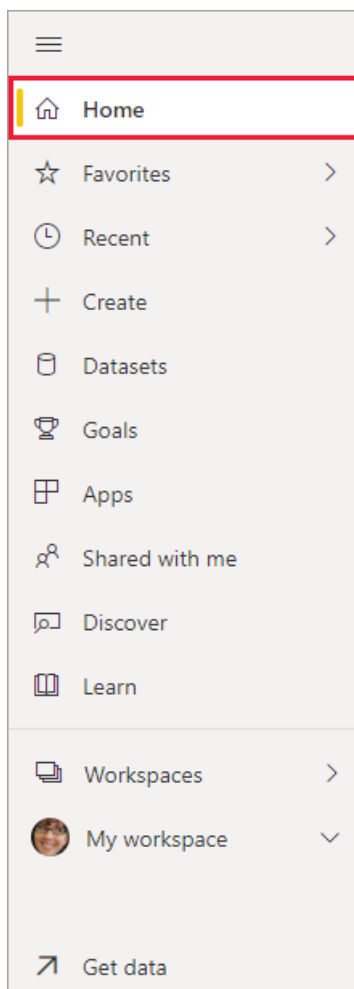 Home
Favorites
Recent
Create
Datasets
Goals
Apps
Shared with me
Discover
Learn
Workspaces
My workspace
Get data